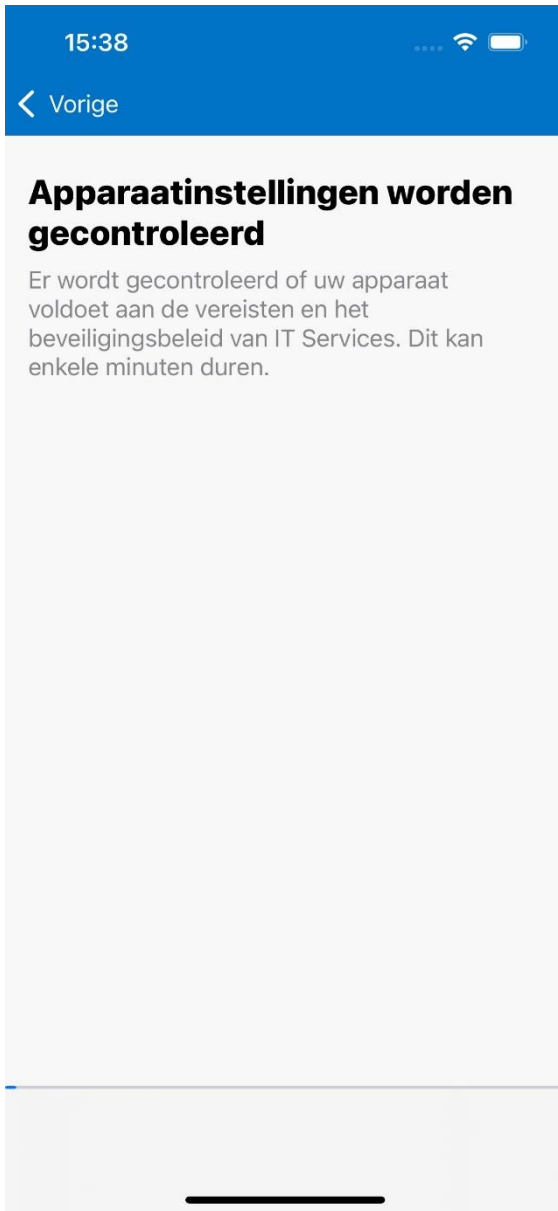 15:38
Vorige
Apparaatinstellingen worden
gecontroleerd
Er wordt gecontroleerd of uw apparaat
voldoet aan de vereisten en het
beveiligingsbeleid van IT Services. Dit kan
enkele minuten duren.